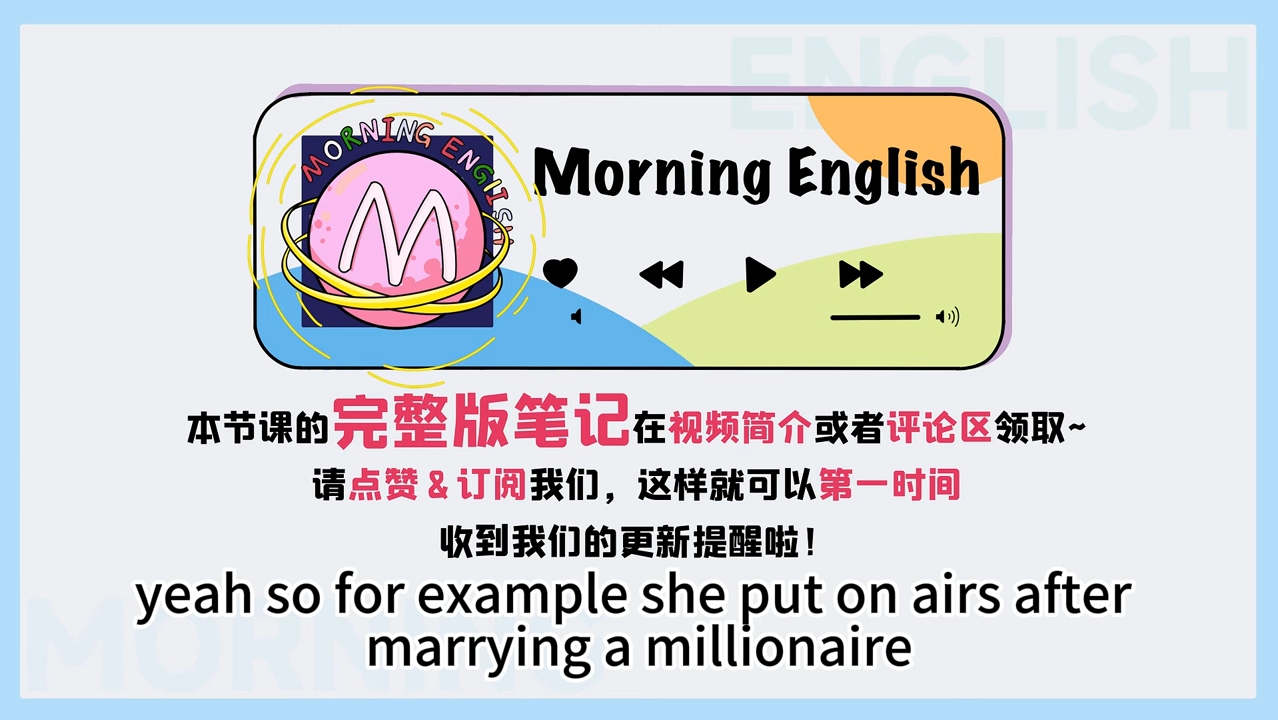 ENGLISH
MORNING ENGLISH
M
Morning English
本节课的完整版笔记在视频简介或者评论区领取~
请点赞&订阅我们，这样就可以第一时间
收到我们的更新提醒啦！
yeah so for example she put on airs after
marrying a millionaire
MORNING